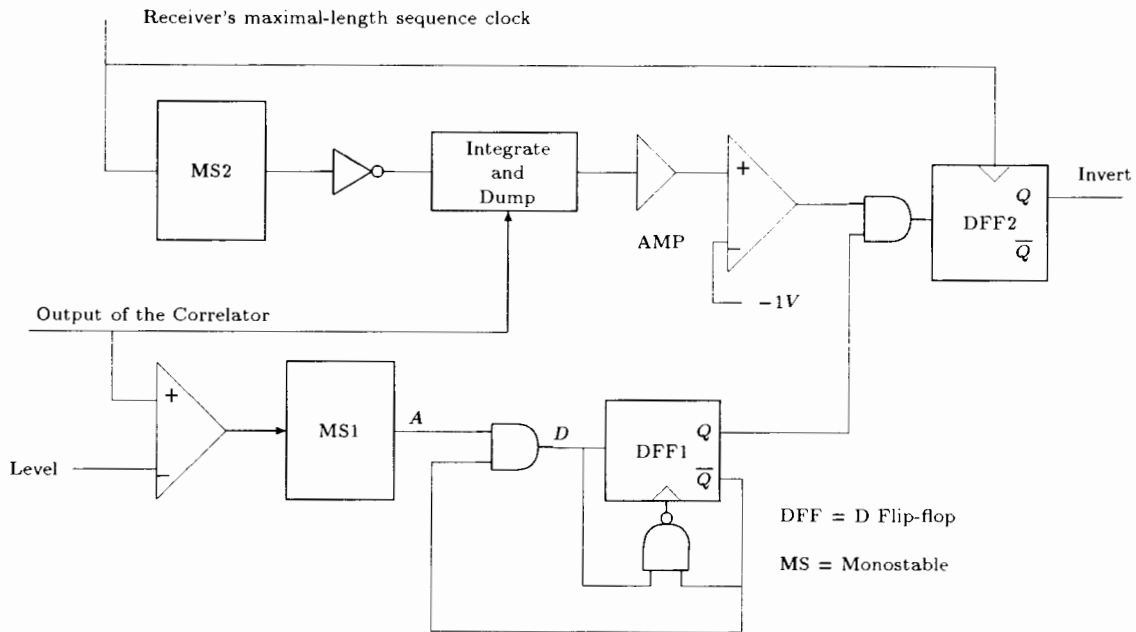 Receiver's maximal-length sequence clock
MS2
Integrate
and
Dump
+
−
AMP
−1V
Q
DFF2
Q̅
Invert
Output of the Correlator
+
−
Level
MS1
A
D
Q
DFF1
Q̅
DFF = D Flip-flop
MS = Monostable